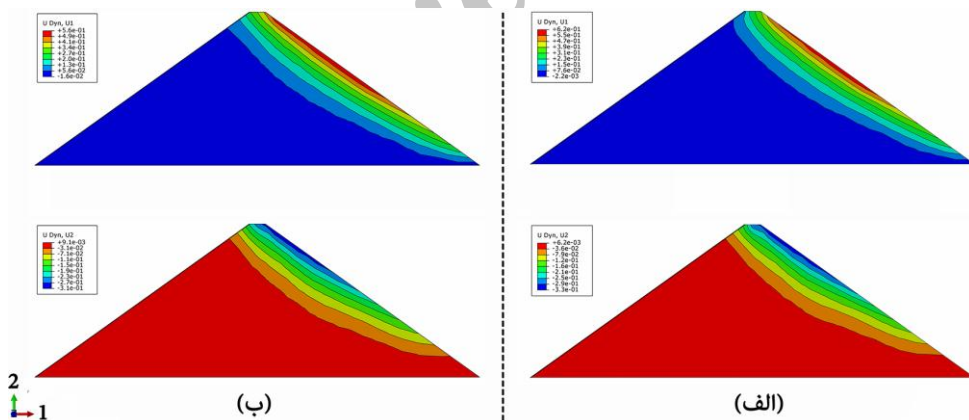 U Dyn, U1
+5.6e-01
+4.9e-01
+4.1e-01
+3.4e-01
+2.7e-01
+2.0e-01
+1.3e-01
+5.6e-02
-1.6e-02
U Dyn, U1
+6.2e-01
+5.5e-01
+4.7e-01
+3.9e-01
+3.1e-01
+2.3e-01
+1.5e-01
+7.6e-02
-2.2e-03
U Dyn, U2
+9.1e-03
-3.1e-02
-7.1e-02
-1.1e-01
-1.5e-01
-1.9e-01
-2.3e-01
-2.7e-01
-3.1e-01
U Dyn, U2
+6.2e-03
-3.6e-02
-7.9e-02
-1.2e-01
-1.6e-01
-2.1e-01
-2.5e-01
-2.9e-01
-3.3e-01
2
1
(ب)
(الف)